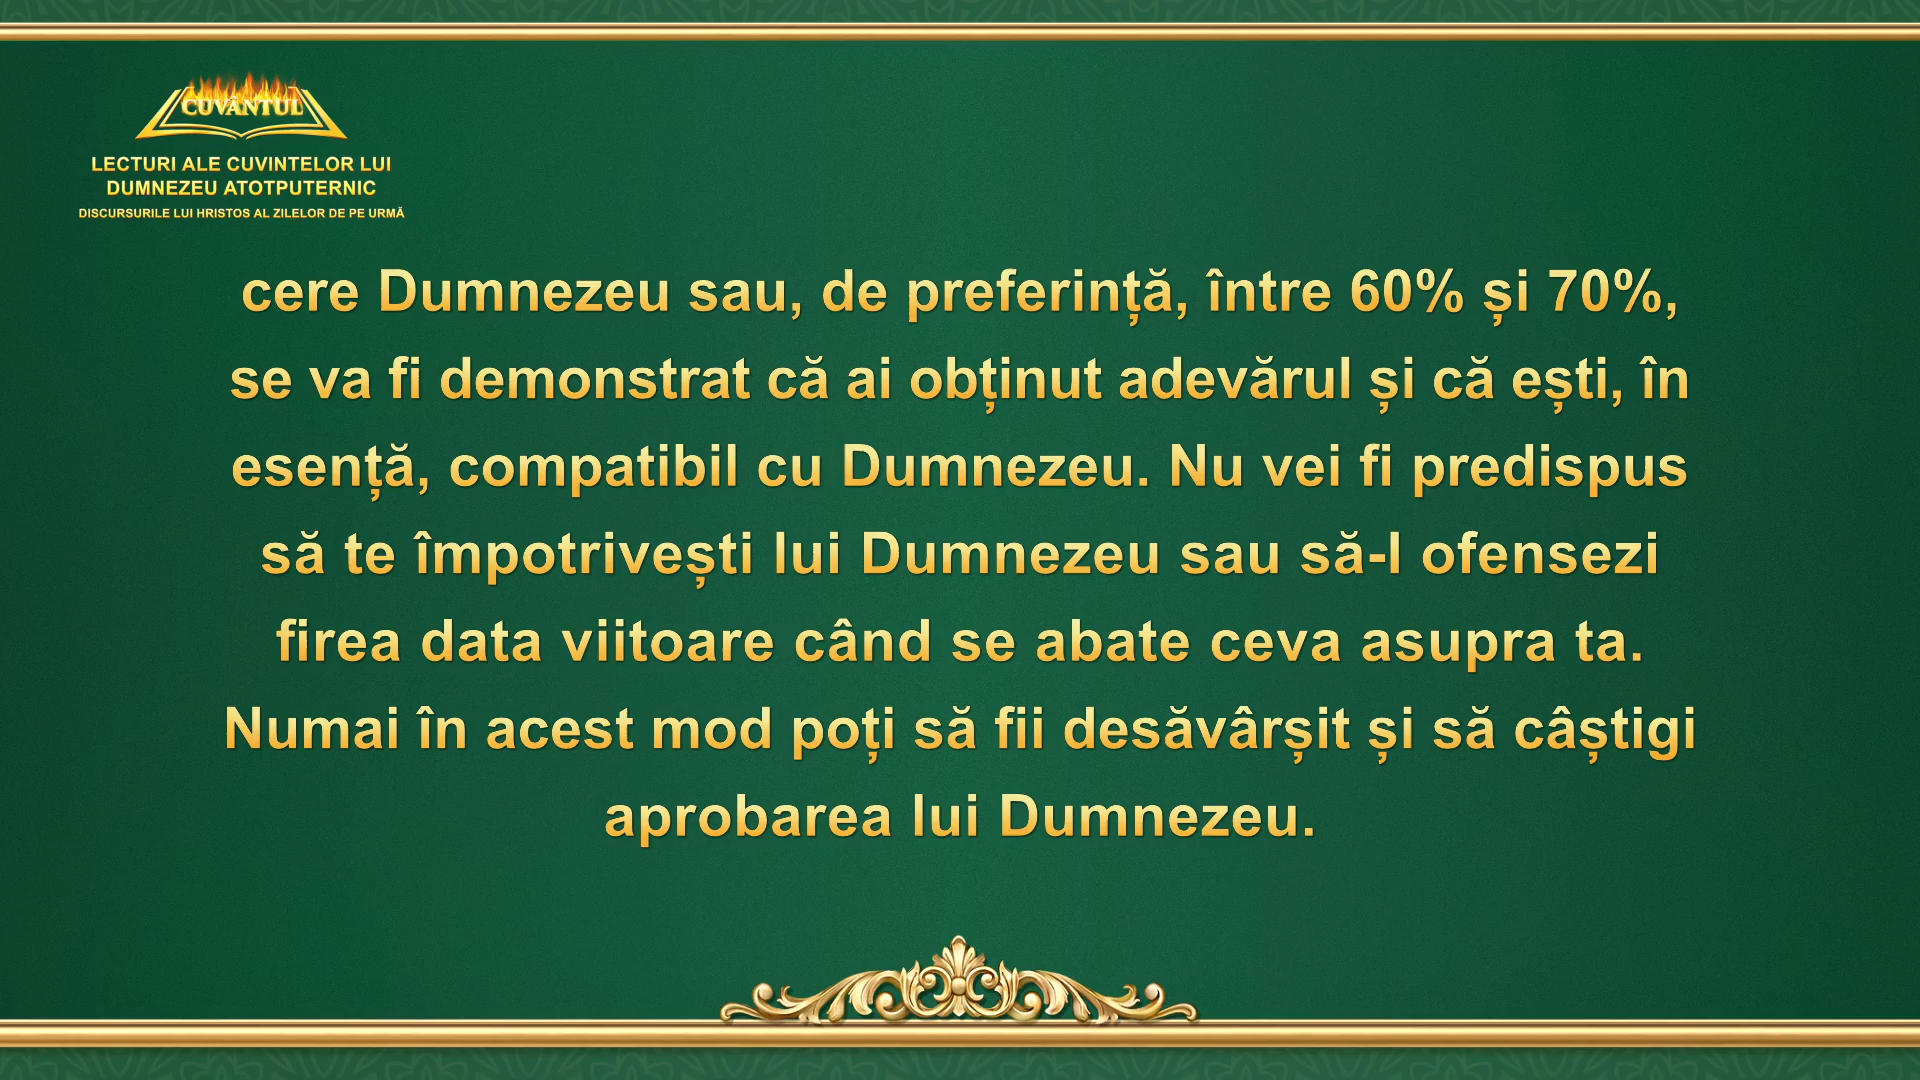 CUVÂNTUL
LECTURI ALE CUVINTELOR LUI
DUMNEZEU ATOTPUTERNIC
DISCURSURILE LUI HRISTOS AL ZILELOR DE PE URMĂ
cere Dumnezeu sau, de preferință, între 60% și 70%,
se va fi demonstrat că ai obținut adevărul și că ești, în
esență, compatibil cu Dumnezeu. Nu vei fi predispus
să te împotrivești lui Dumnezeu sau să-I ofensezi
firea data viitoare când se abate ceva asupra ta.
Numai în acest mod poți să fii desăvârșit și să câștigi
aprobarea lui Dumnezeu.